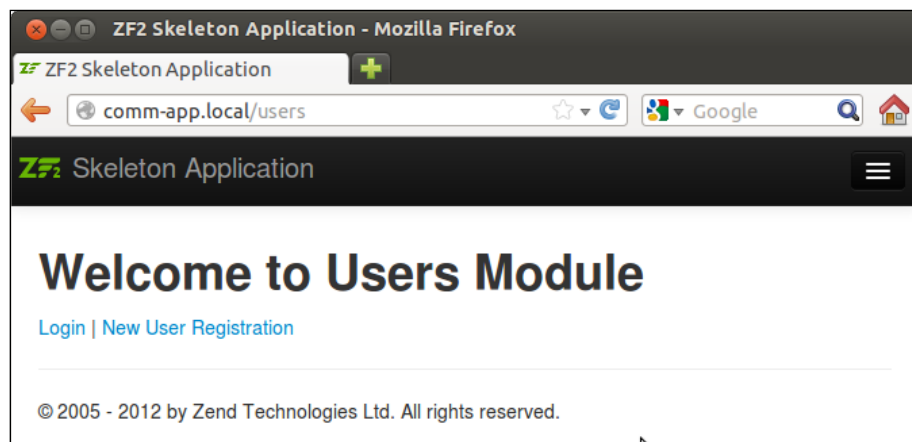 ZF2 Skeleton Application - Mozilla Firefox
ZF2 Skeleton Application
comm-app.local/users
Google
ZF2 Skeleton Application
Welcome to Users Module
Login | New User Registration
© 2005 - 2012 by Zend Technologies Ltd. All rights reserved.